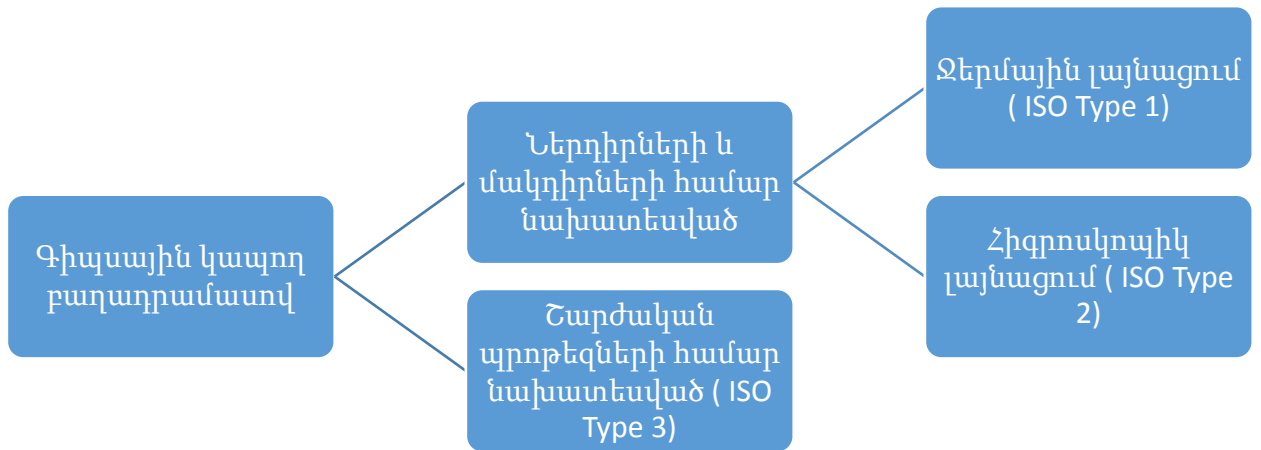 Գիպսային կապող
բաղադրամասով
Ներդիրների և
մակդիրների համար
նախատեսված
Շարժական
պրոթեզների համար
նախատեսված ( ISO
Type 3)
Ջերմային լայնացում
( ISO Type 1)
Հիգրոսկոպիկ
լայնացում ( ISO Type
2)